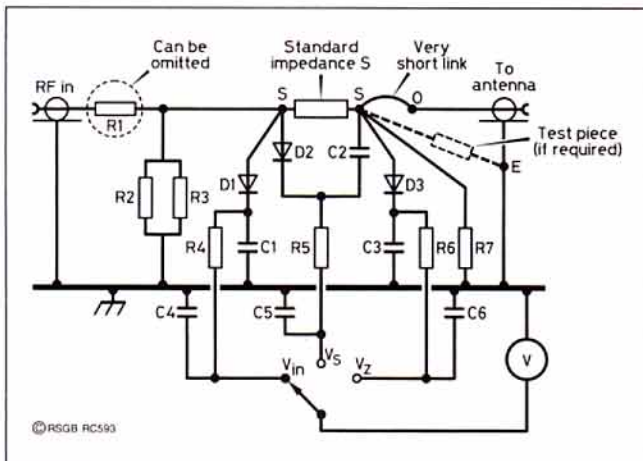 Can be
omitted
Standard
impedance S
Very
short link
To
antenna
RF in
R1
S
S
O
Test piece
(if required)
E
D2
C2
D1
D3
R2
R3
R4
C1
R5
C3
R6
R7
C4
C5
C6
Vin
VS
VZ
V
©RSGB RC593